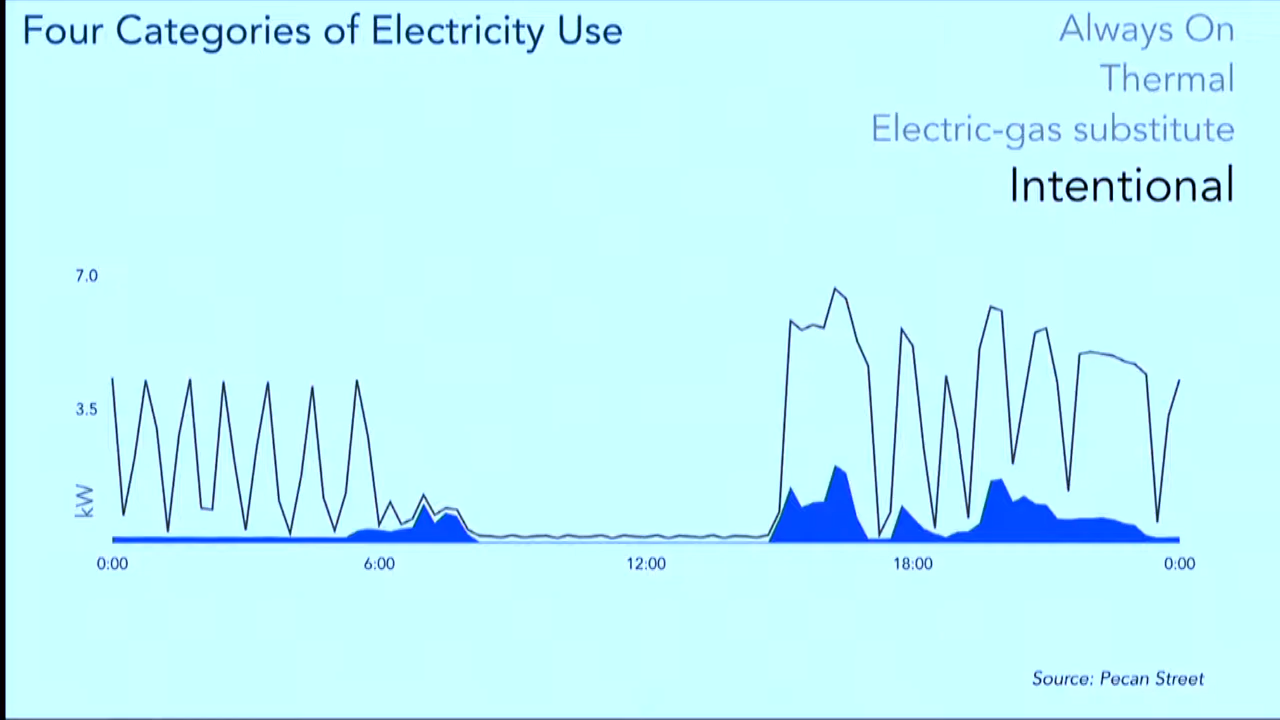 Four Categories of Electricity Use
Always On
Thermal
Electric-gas substitute
Intentional
7.0
3.5
kW
0:00
6:00
12:00
18:00
0:00
Source: Pecan Street